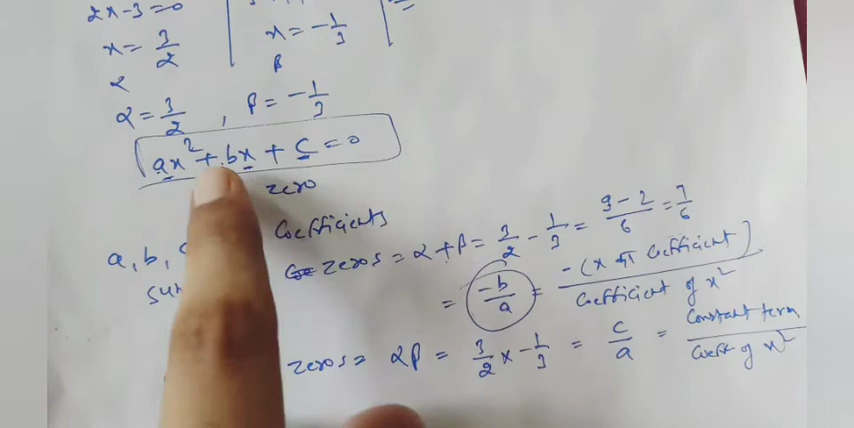 2x-3=0
x = 3/2
x = -1/3
α
β
α = 3/2 , β = -1/3
ax² + bx + c = 0
zero
a, b, c
Coefficients
zeros = α+β = 3/2 - 1/3 = 9-2/6 = 7/6
= -b/a = -(x का Coefficient)/Coefficient of x²
zeros = αβ = 3/2 x -1/3 = c/a = Constant term/Coeff. of x²